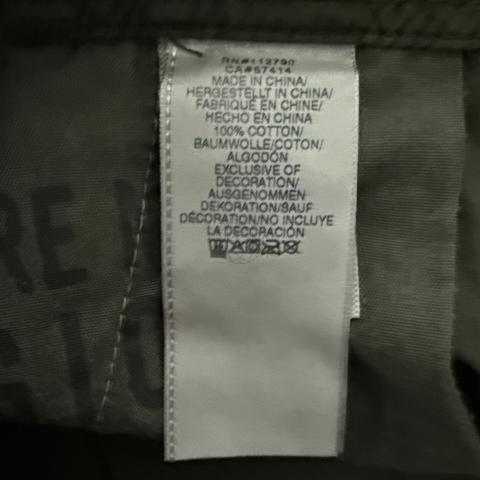 RN#112790
CA#57414
MADE IN CHINA/
HERGESTELLT IN CHINA/
FABRIQUÉ EN CHINE/
HECHO EN CHINA
100% COTTON/
BAUMWOLLE/COTON/
ALGODÓN
EXCLUSIVE OF
DECORATION/
AUSGENOMMEN
DEKORATION/SAUF
DÉCORATION/NO INCLUYE
LA DECORACIÓN